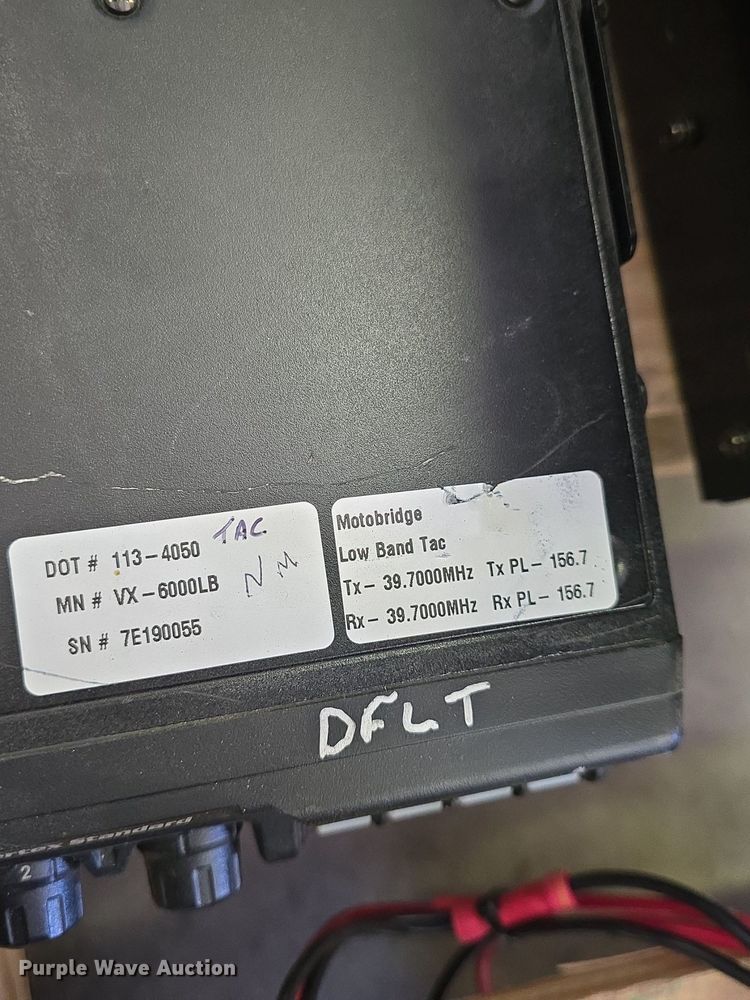 DOT # 113-4050 TAC
MN # VX-6000LB
SN # 7E190055
Motobridge
Low Band Tac
Tx- 39.7000MHz Tx PL- 156.7
Rx- 39.7000MHz Rx PL- 156.7
DFLT
Standard
2
Purple Wave Auction